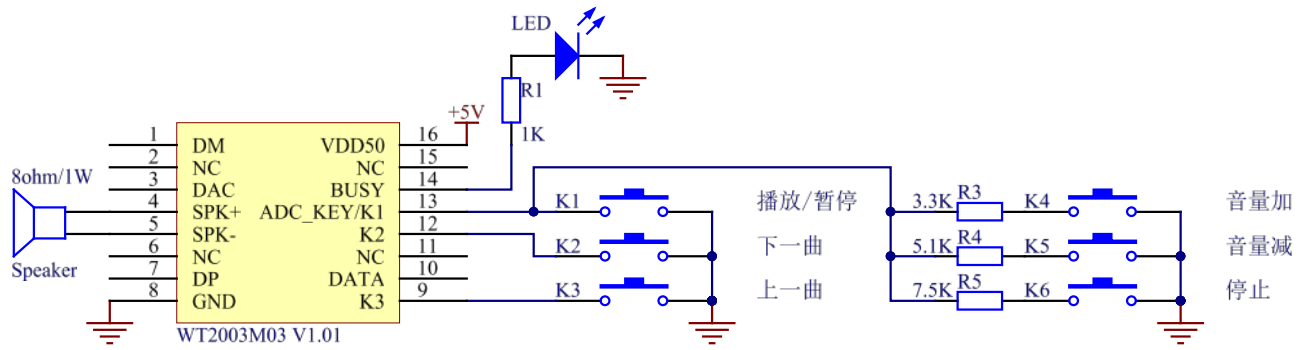 LED
R1
1K
+5V
8ohm/1W
Speaker
1 DM VDD50 16
2 NC NC 15
3 DAC BUSY 14
4 SPK+ ADC_KEY/K1 13
5 SPK- K2 12
6 NC NC 11
7 DP DATA 10
8 GND K3 9
WT2003M03 V1.01
K1 播放/暂停
K2 下一曲
K3 上一曲
3.3K R3 K4 音量加
5.1K R4 K5 音量减
7.5K R5 K6 停止